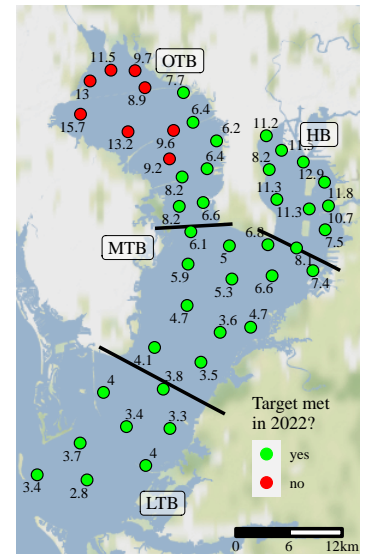 11.5 9.7
OTB
13 8.9 7.7
15.7 13.2 9.6 6.4 6.2
11.2 HB
9.2 6.4 8.2 12.9
8.2 11.3 11.8
8.2 6.6 11.3 10.7
MTB 6.1 5 6.8 7.5
8.1
5.9 5.3 6.6 7.4
4.7 3.6 4.7
4.1 3.5
4 3.8
3.4 3.3
3.7 4
3.4 2.8
LTB
Target met
in 2022?
yes
no
0 6 12km